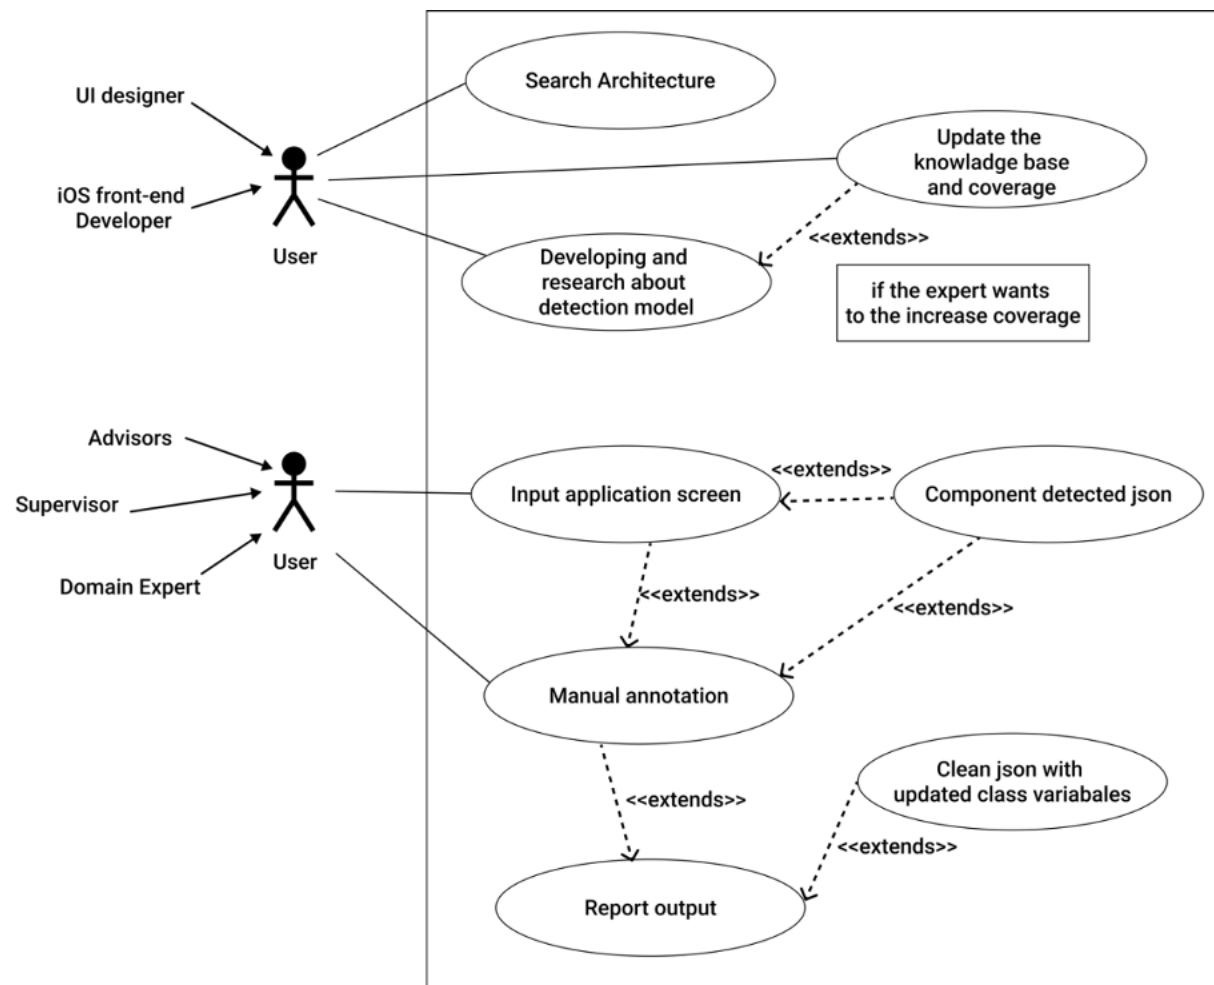 Search Architecture
UI designer
Update the
knowladge base
and coverage
iOS front-end
Developer
User
<<extends>>
Developing and
research about
detection model
if the expert wants
to the increase coverage
Advisors
<<extends>>
Input application screen
Component detected json
Supervisor
User
Domain Expert
<<extends>>
<<extends>>
Manual annotation
Clean json with
updated class variabales
<<extends>>
<<extends>>
Report output